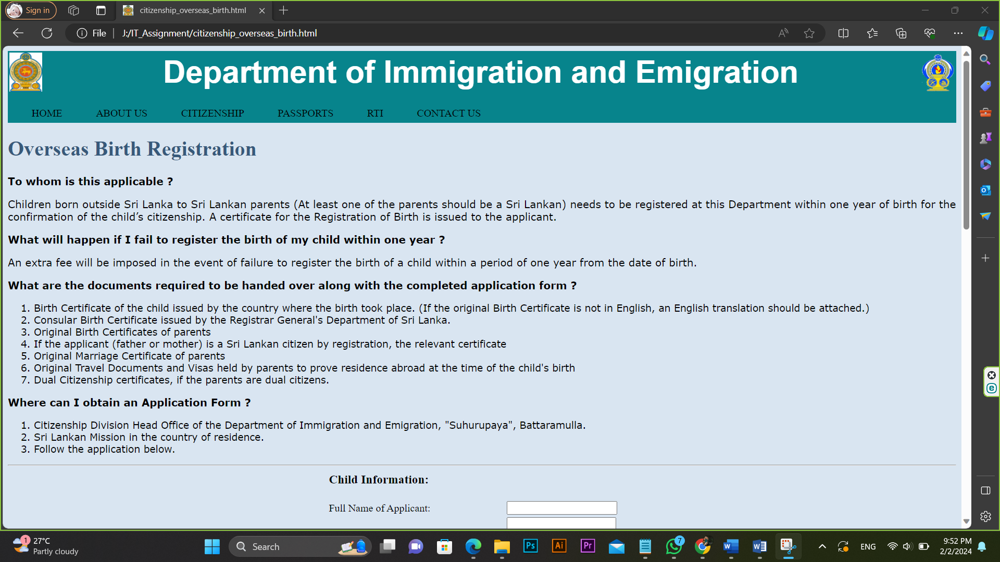 Sign in
citizenship_overseas_birth.html
File
J:/IT_Assignment/citizenship_overseas_birth.html
Department of Immigration and Emigration
HOME ABOUT US CITIZENSHIP PASSPORTS RTI CONTACT US
Overseas Birth Registration
To whom is this applicable ?
Children born outside Sri Lanka to Sri Lankan parents (At least one of the parents should be a Sri Lankan) needs to be registered at this Department within one year of birth for the
confirmation of the child’s citizenship. A certificate for the Registration of Birth is issued to the applicant.
What will happen if I fail to register the birth of my child within one year ?
An extra fee will be imposed in the event of failure to register the birth of a child within a period of one year from the date of birth.
What are the documents required to be handed over along with the completed application form ?
1. Birth Certificate of the child issued by the country where the birth took place. (If the original Birth Certificate is not in English, an English translation should be attached.)
2. Consular Birth Certificate issued by the Registrar General's Department of Sri Lanka.
3. Original Birth Certificates of parents
4. If the applicant (father or mother) is a Sri Lankan citizen by registration, the relevant certificate
5. Original Marriage Certificate of parents
6. Original Travel Documents and Visas held by parents to prove residence abroad at the time of the child's birth
7. Dual Citizenship certificates, if the parents are dual citizens.
Where can I obtain an Application Form ?
1. Citizenship Division Head Office of the Department of Immigration and Emigration, "Suhurupaya", Battaramulla.
2. Sri Lankan Mission in the country of residence.
3. Follow the application below.
Child Information:
Full Name of Applicant:
1
27°C
Partly cloudy
Search
Ps
Ai
Pr
7
W
W
ENG
9:52 PM
2/2/2024